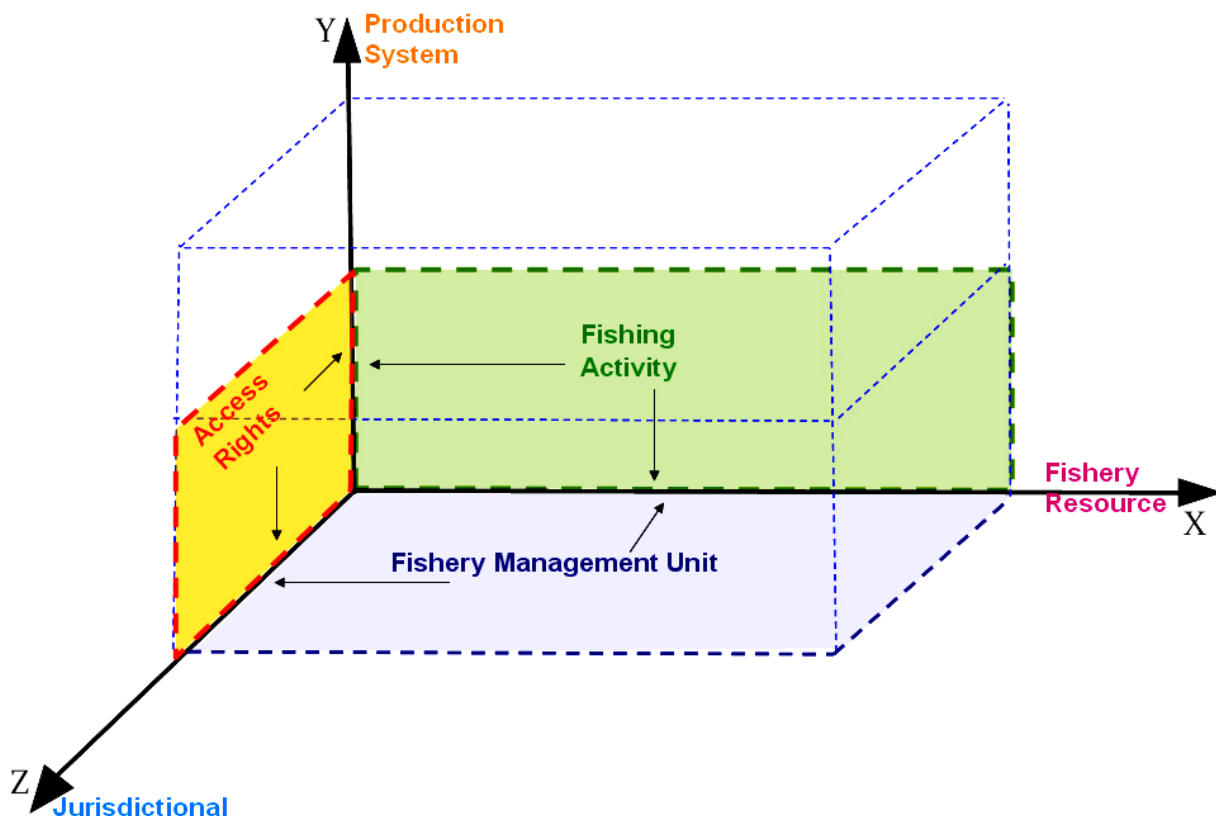 Y
Production
System
Fishing
Activity
Access
Rights
Fishery
Resource
X
Fishery Management Unit
Z
Jurisdictional